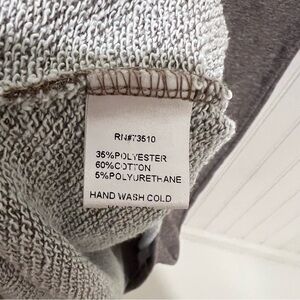 RN#73510
35%POLYESTER
60%COTTON
5%POLYURETHANE
HAND WASH COLD